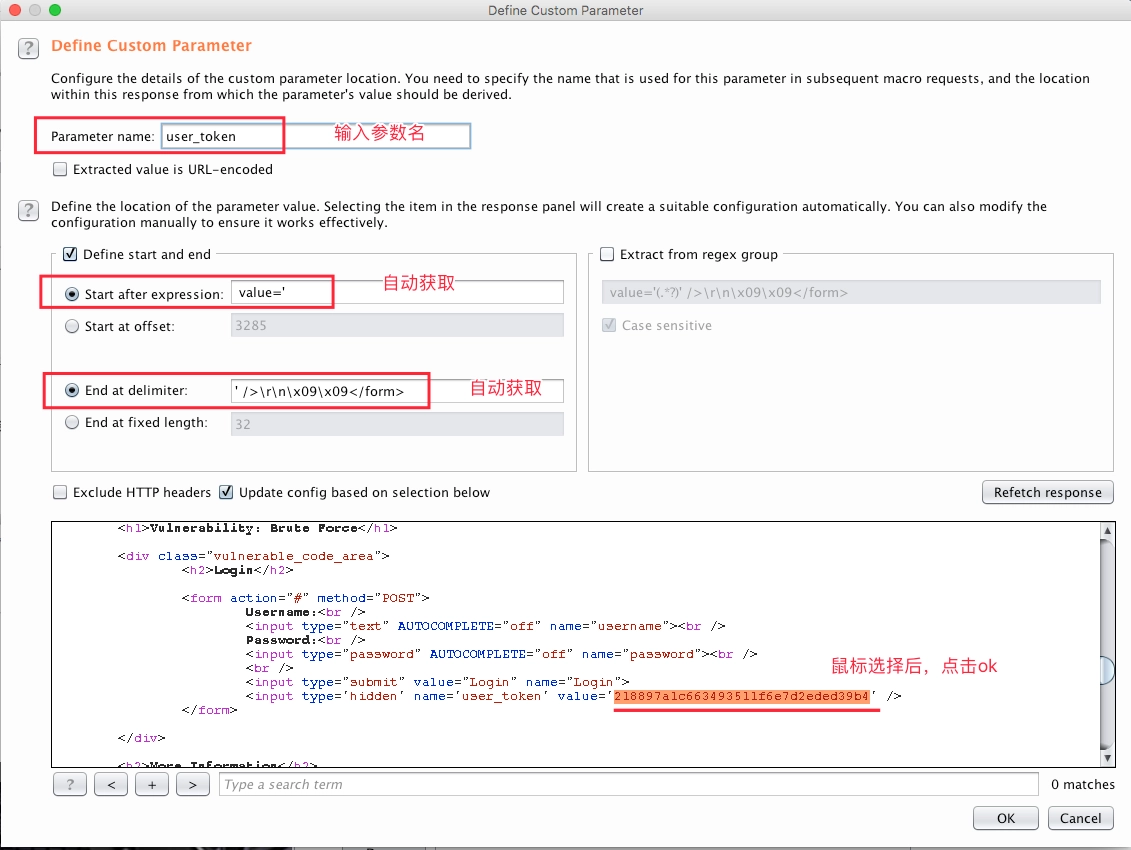 Define Custom Parameter
? Define Custom Parameter
Configure the details of the custom parameter location. You need to specify the name that is used for this parameter in subsequent macro requests, and the location
within this response from which the parameter's value should be derived.
Parameter name: user_token 输入参数名
Extracted value is URL-encoded
? Define the location of the parameter value. Selecting the item in the response panel will create a suitable configuration automatically. You can also modify the
configuration manually to ensure it works effectively.
Define start and end
Start after expression: value=' 自动获取
Start at offset: 3285
End at delimiter: ' />\r\n\x09\x09</form> 自动获取
End at fixed length: 32
Extract from regex group
value='(.*?)' />\r\n\x09\x09</form>
Case sensitive
Exclude HTTP headers Update config based on selection below Refetch response
<h1>Vulnerability: Brute Force</h1>
<div class="vulnerable_code_area">
<h2>Login</h2>
<form action="#" method="POST">
Username:<br />
<input type="text" AUTOCOMPLETE="off" name="username"><br />
Password:<br />
<input type="password" AUTOCOMPLETE="off" name="password"><br />
<br />
鼠标选择后，点击ok
<input type="submit" value="Login" name="Login">
<input type='hidden' name='user_token' value='218897a1c663493511f6e7d2eded39b4' />
</form>
</div>
<h2>More Information</h2>
? < + > Type a search term 0 matches
OK Cancel